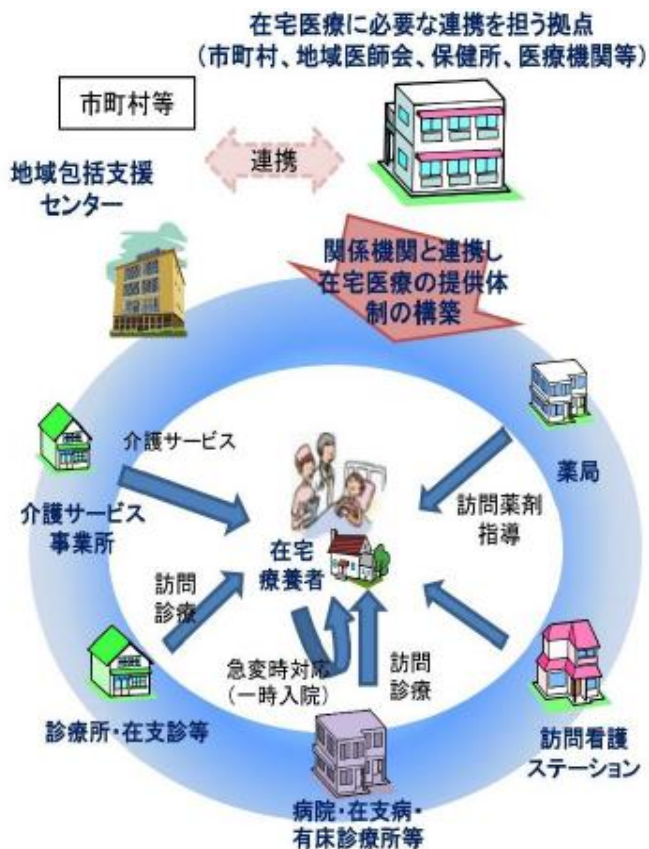 在宅医療に必要な連携を担う拠点
（市町村、地域医師会、保健所、医療機関等）
市町村等
連携
地域包括支援
センター
関係機関と連携し
在宅医療の提供体
制の構築
介護サービス
薬局
介護サービス
事業所
訪問薬剤
指導
在宅
療養者
訪問
診療
急変時対応
（一時入院）
訪問
診療
診療所・在支診等
訪問看護
ステーション
病院・在支病・
有床診療所等